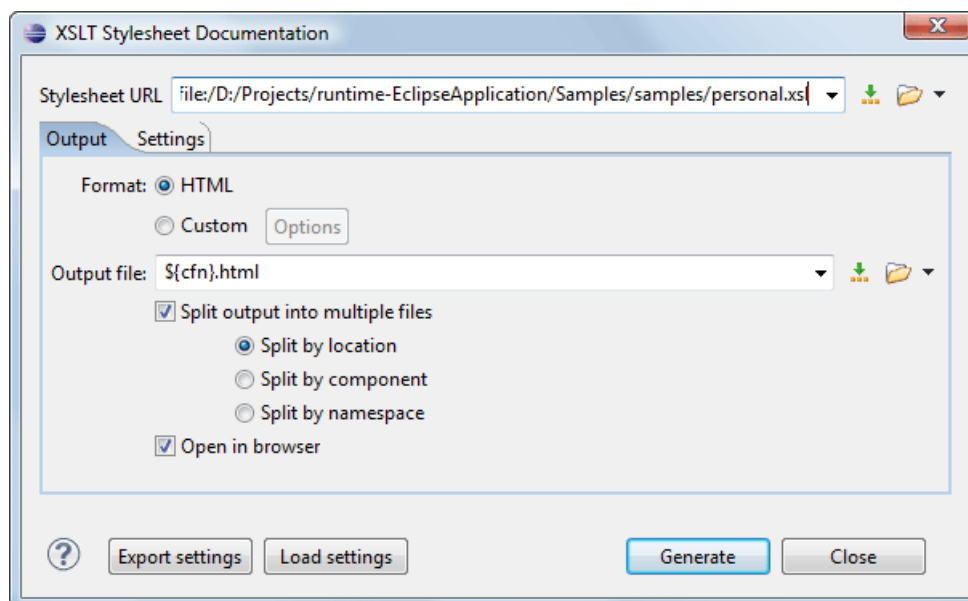 XSLT Stylesheet Documentation
Stylesheet URL file:/D:/Projects/runtime-EclipseApplication/Samples/samples/personal.xsl
Output Settings
Format: HTML
Custom Options
Output file: ${cfn}.html
Split output into multiple files
Split by location
Split by component
Split by namespace
Open in browser
? Export settings Load settings Generate Close